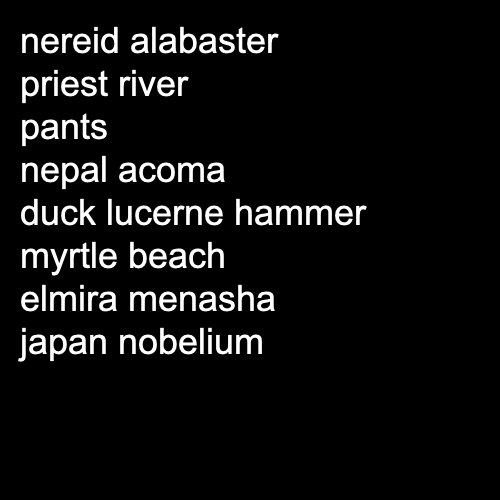 nereid alabaster
priest river
pants
nepal acoma
duck lucerne hammer
myrtle beach
elmira menasha
japan nobelium